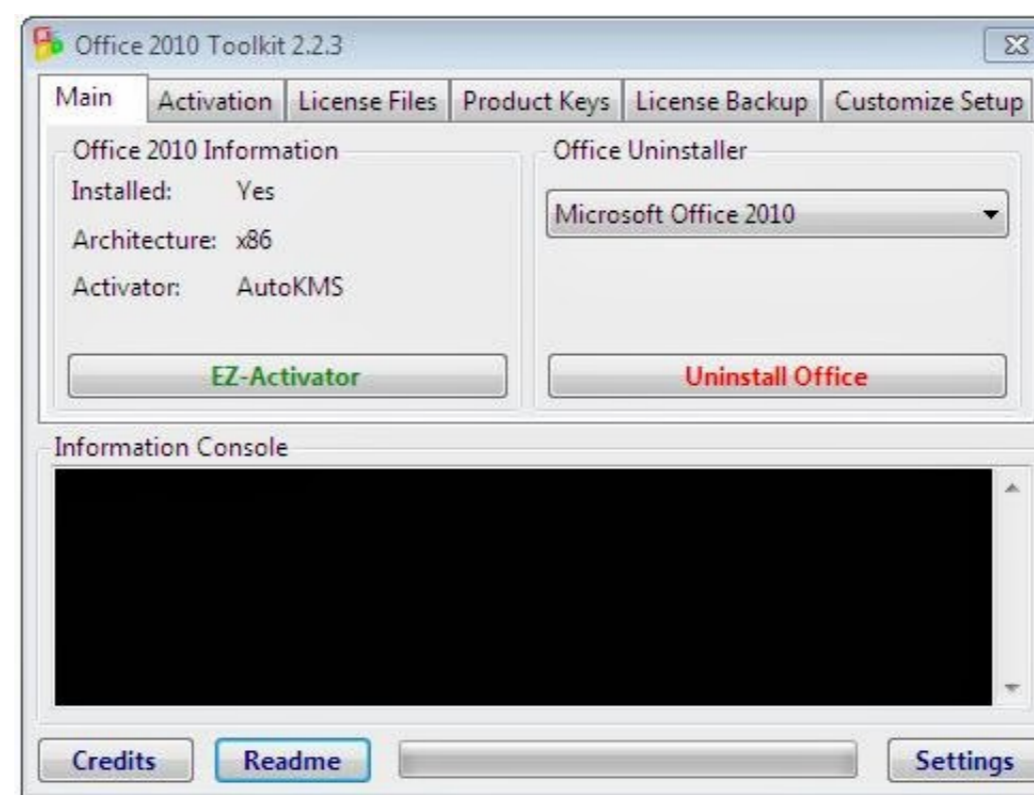 Office 2010 Toolkit 2.2.3
Main Activation License Files Product Keys License Backup Customize Setup
Office 2010 Information
Installed: Yes
Architecture: x86
Activator: AutoKMS
EZ-Activator
Office Uninstaller
Microsoft Office 2010
Uninstall Office
Information Console
Credits Readme Settings